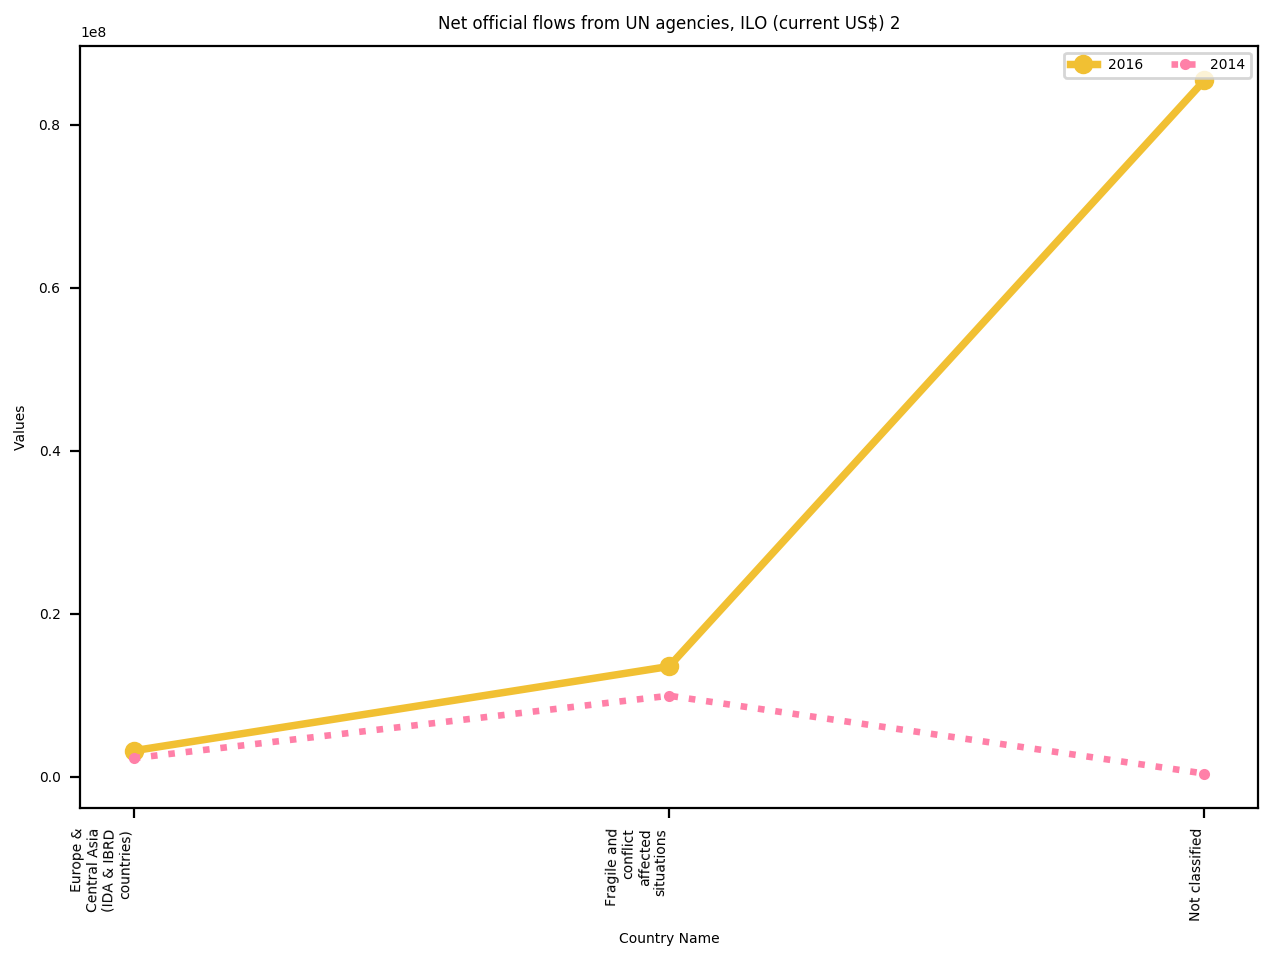 Net official flows from UN agencies, ILO (current US$) 2
1e8
2016
2014
0.8
0.6
0.4
0.2
0.0
Values
Europe &
Central Asia
(IDA & IBRD
countries)
Fragile and
conflict
affected
situations
Not classified
Country Name